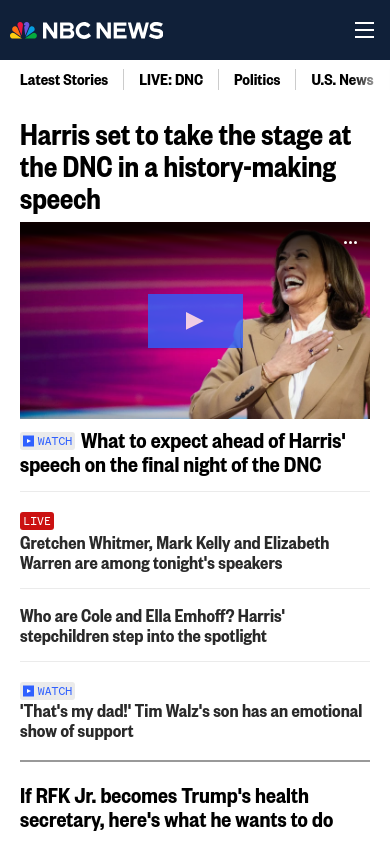 NBC NEWS
Latest Stories LIVE: DNC Politics U.S. News
Harris set to take the stage at
the DNC in a history-making
speech
WATCH What to expect ahead of Harris'
speech on the final night of the DNC
LIVE
Gretchen Whitmer, Mark Kelly and Elizabeth
Warren are among tonight's speakers
Who are Cole and Ella Emhoff? Harris'
stepchildren step into the spotlight
WATCH
'That's my dad!' Tim Walz's son has an emotional
show of support
If RFK Jr. becomes Trump's health
secretary, here's what he wants to do